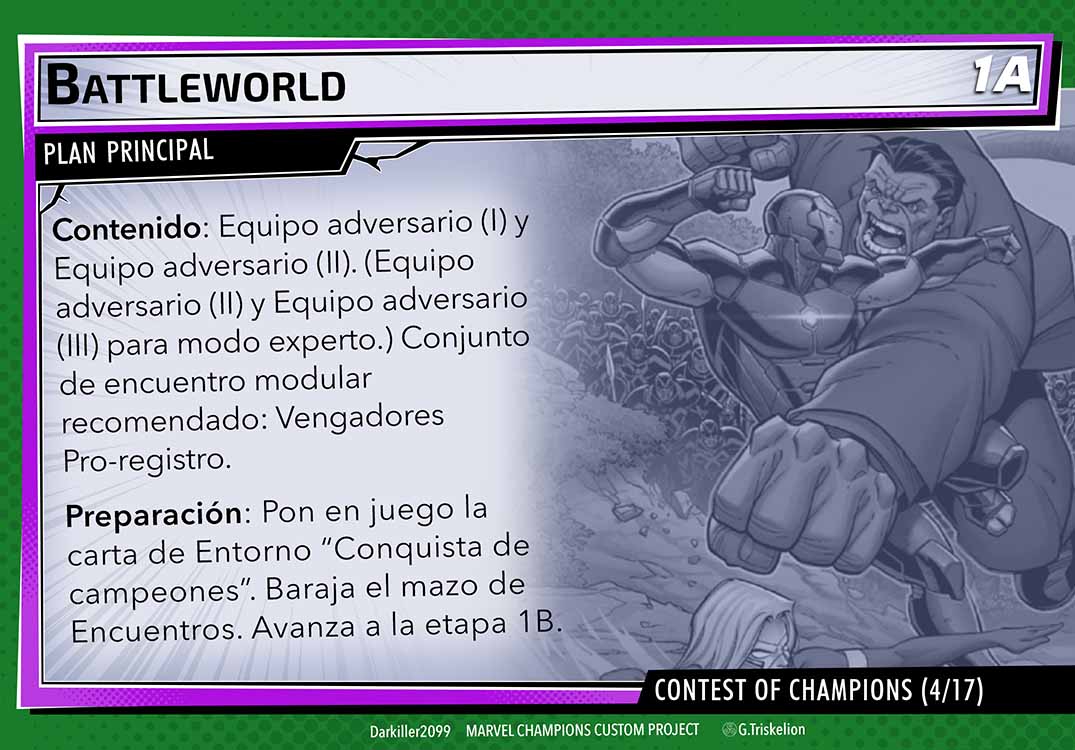 BATTLEWORLD
1A
PLAN PRINCIPAL
Contenido: Equipo adversario (I) y
Equipo adversario (II). (Equipo
adversario (II) y Equipo adversario
(III) para modo experto.) Conjunto
de encuentro modular
recomendado: Vengadores
Pro-registro.
Preparación: Pon en juego la
carta de Entorno “Conquista de
campeones”. Baraja el mazo de
Encuentros. Avanza a la etapa 1B.
CONTEST OF CHAMPIONS (4/17)
Darkiller2099 MARVEL CHAMPIONS CUSTOM PROJECT G.Triskelion